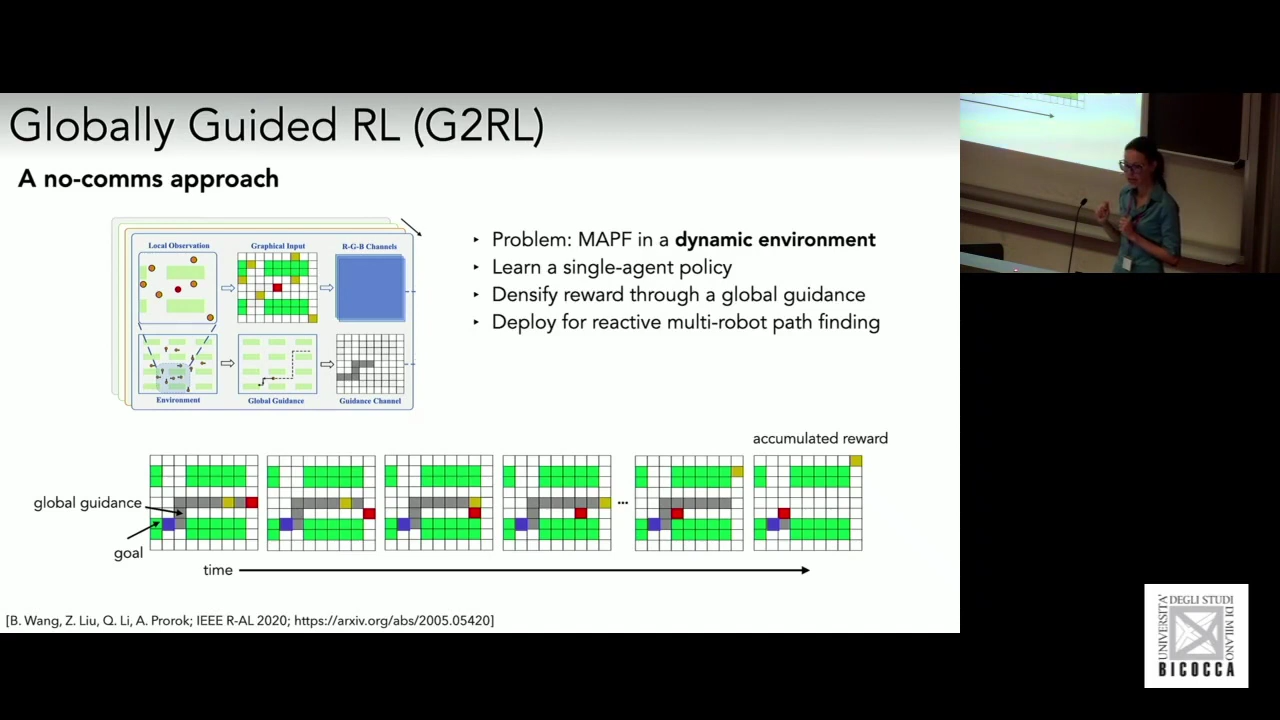 Globally Guided RL (G2RL)
A no-comms approach
Local Observation
Graphical Input
R-G-B Channels
Environment
Global Guidance
Guidance Channel
‣ Problem: MAPF in a dynamic environment
‣ Learn a single-agent policy
‣ Densify reward through a global guidance
‣ Deploy for reactive multi-robot path finding
accumulated reward
global guidance
...
goal
time
[B. Wang, Z. Liu, Q. Li, A. Prorok; IEEE R-AL 2020; https://arxiv.org/abs/2005.05420]
UNIVERSITA'
DEGLI STUDI
DI MILANO
BICOCCA